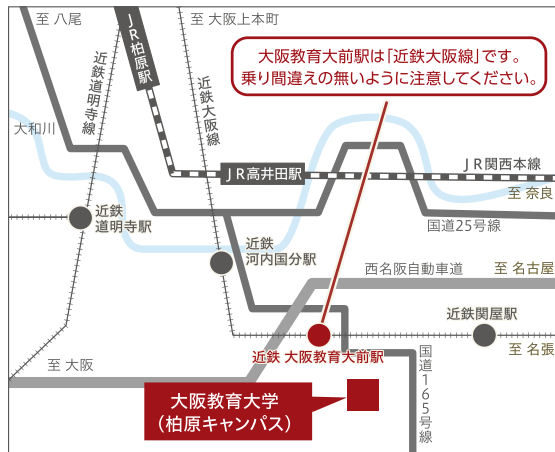 至 八尾
至 大阪上本町
JR柏原駅
近鉄道明寺線
近鉄大阪線
大阪教育大前駅は「近鉄大阪線」です。
乗り間違えの無いように注意してください。
大和川
JR高井田駅
JR関西本線
至 奈良
近鉄
道明寺駅
国道25号線
近鉄
河内国分駅
西名阪自動車道
至 名古屋
近鉄関屋駅
至 名張
近鉄 大阪教育大前駅
至 大阪
国道165号線
大阪教育大学
（柏原キャンパス）